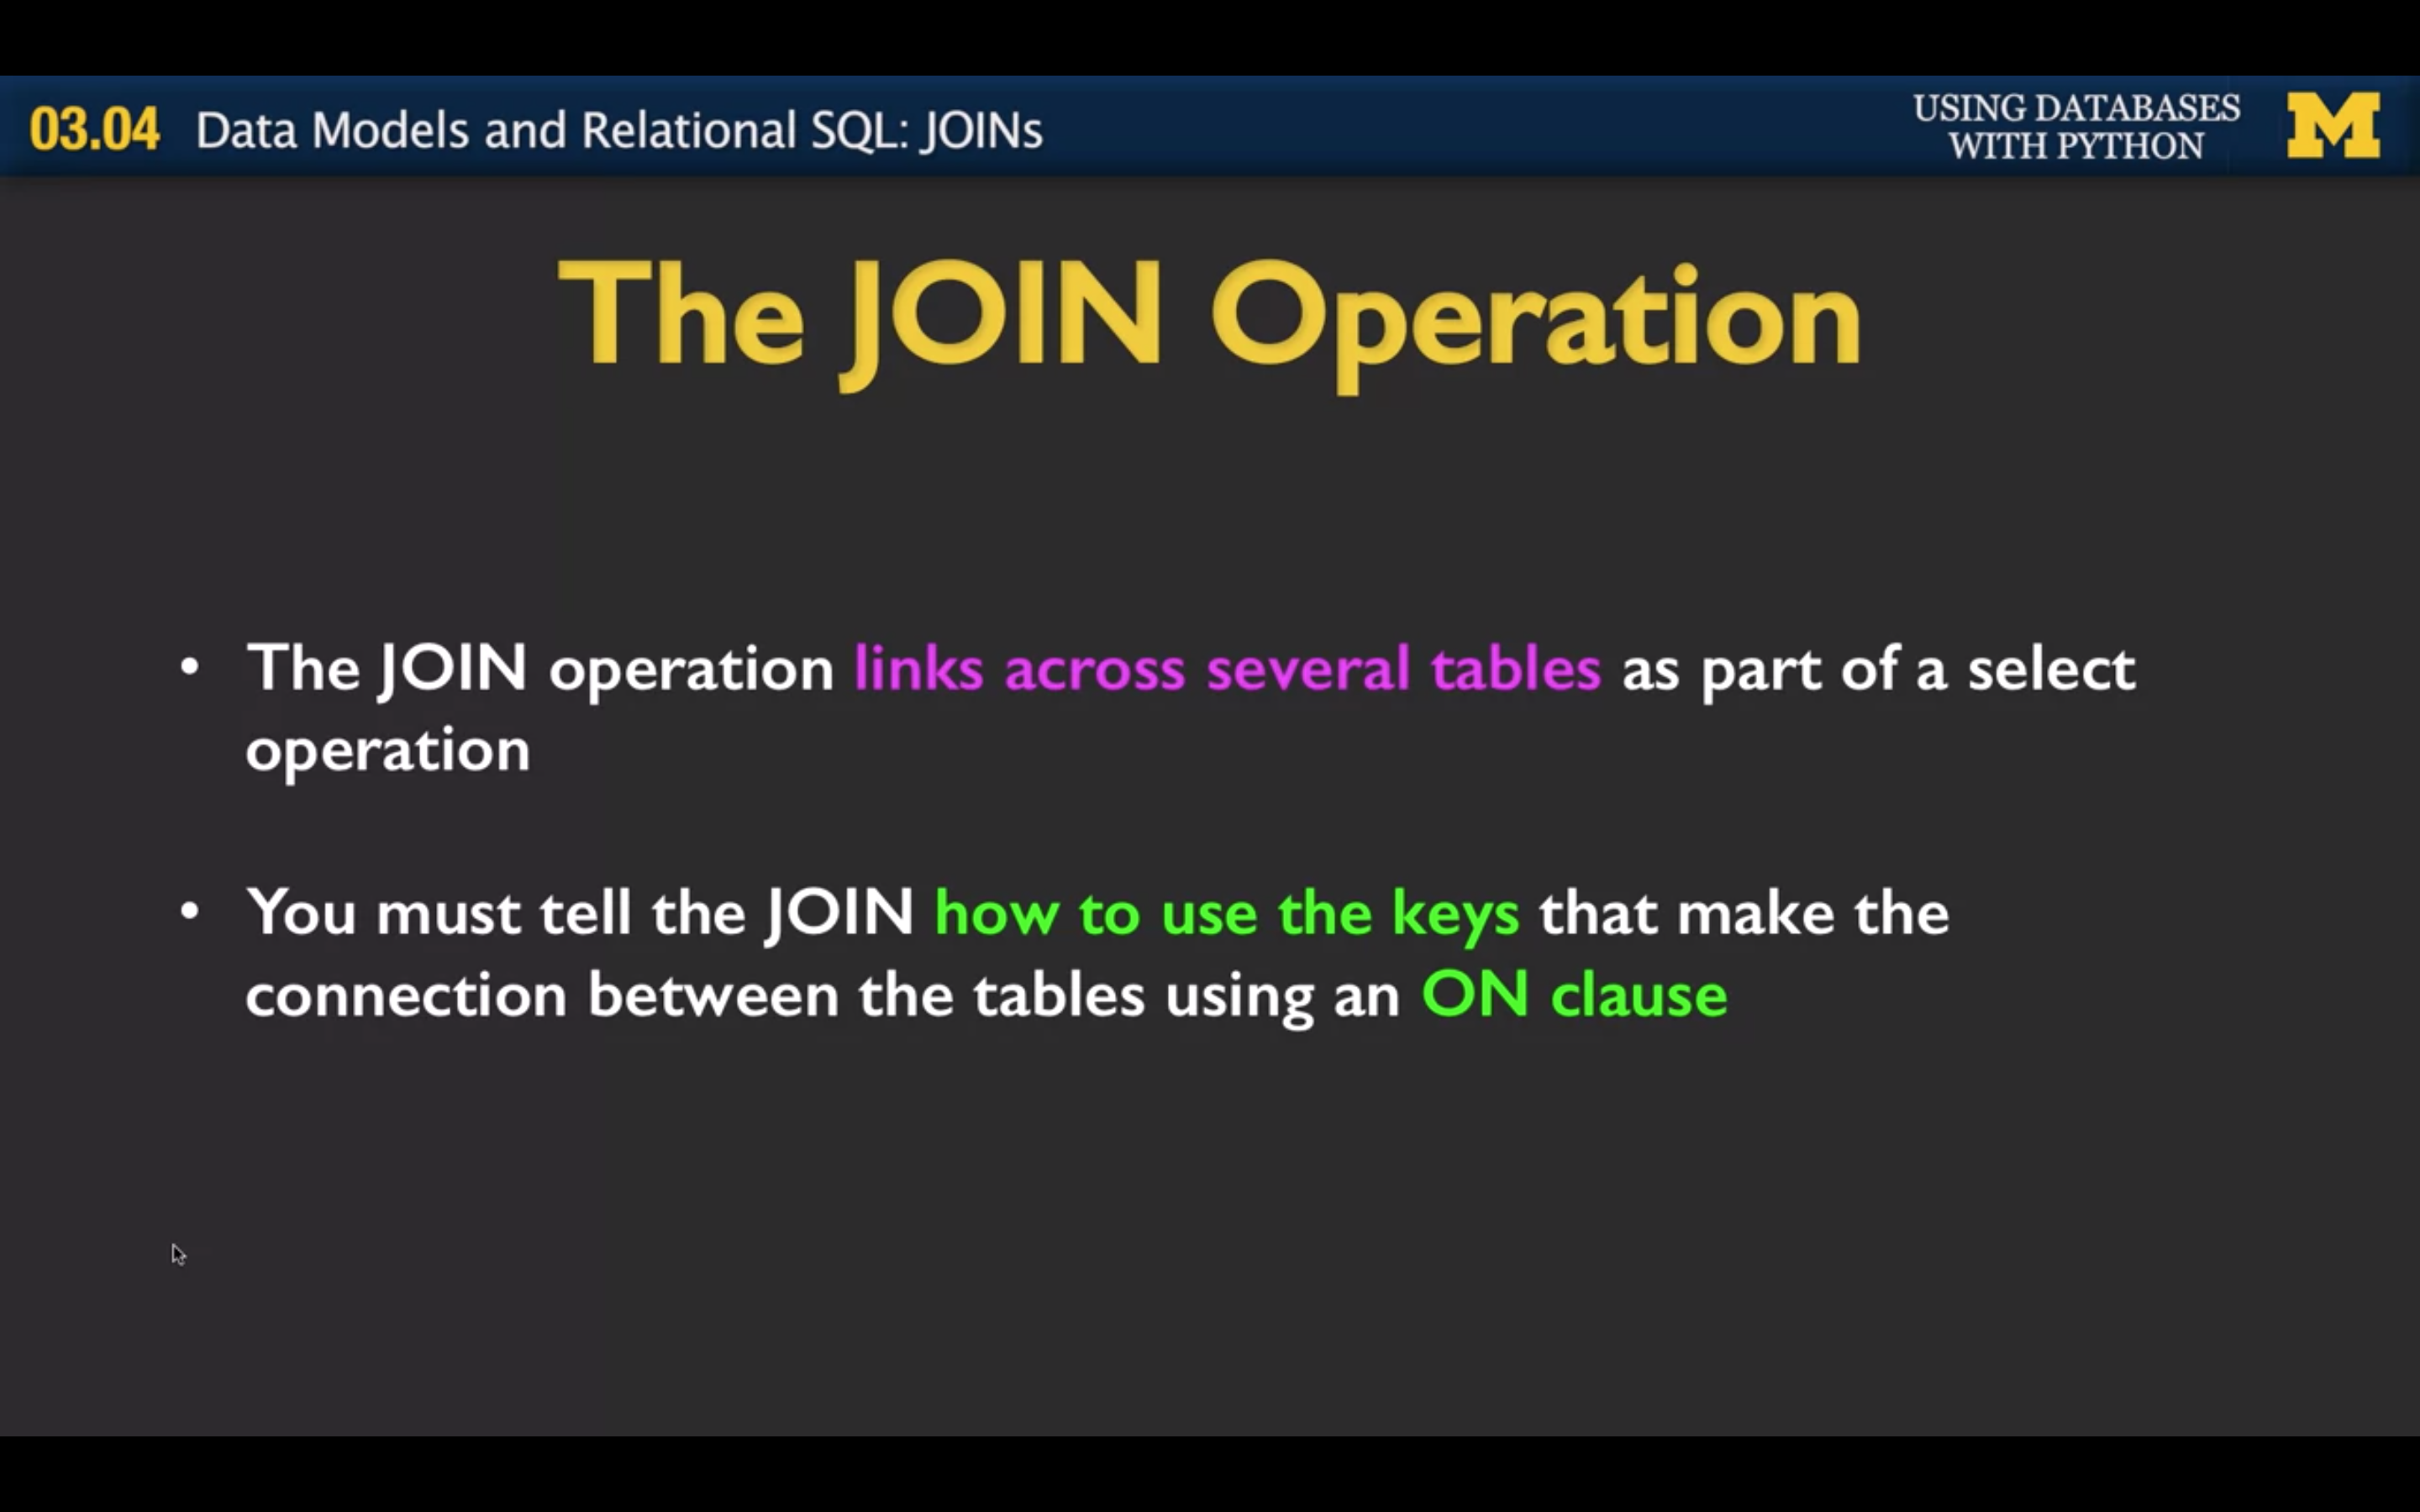 03.04 Data Models and Relational SQL: JOINs
USING DATABASES
WITH PYTHON
M
The JOIN Operation
• The JOIN operation links across several tables as part of a select
operation
• You must tell the JOIN how to use the keys that make the
connection between the tables using an ON clause